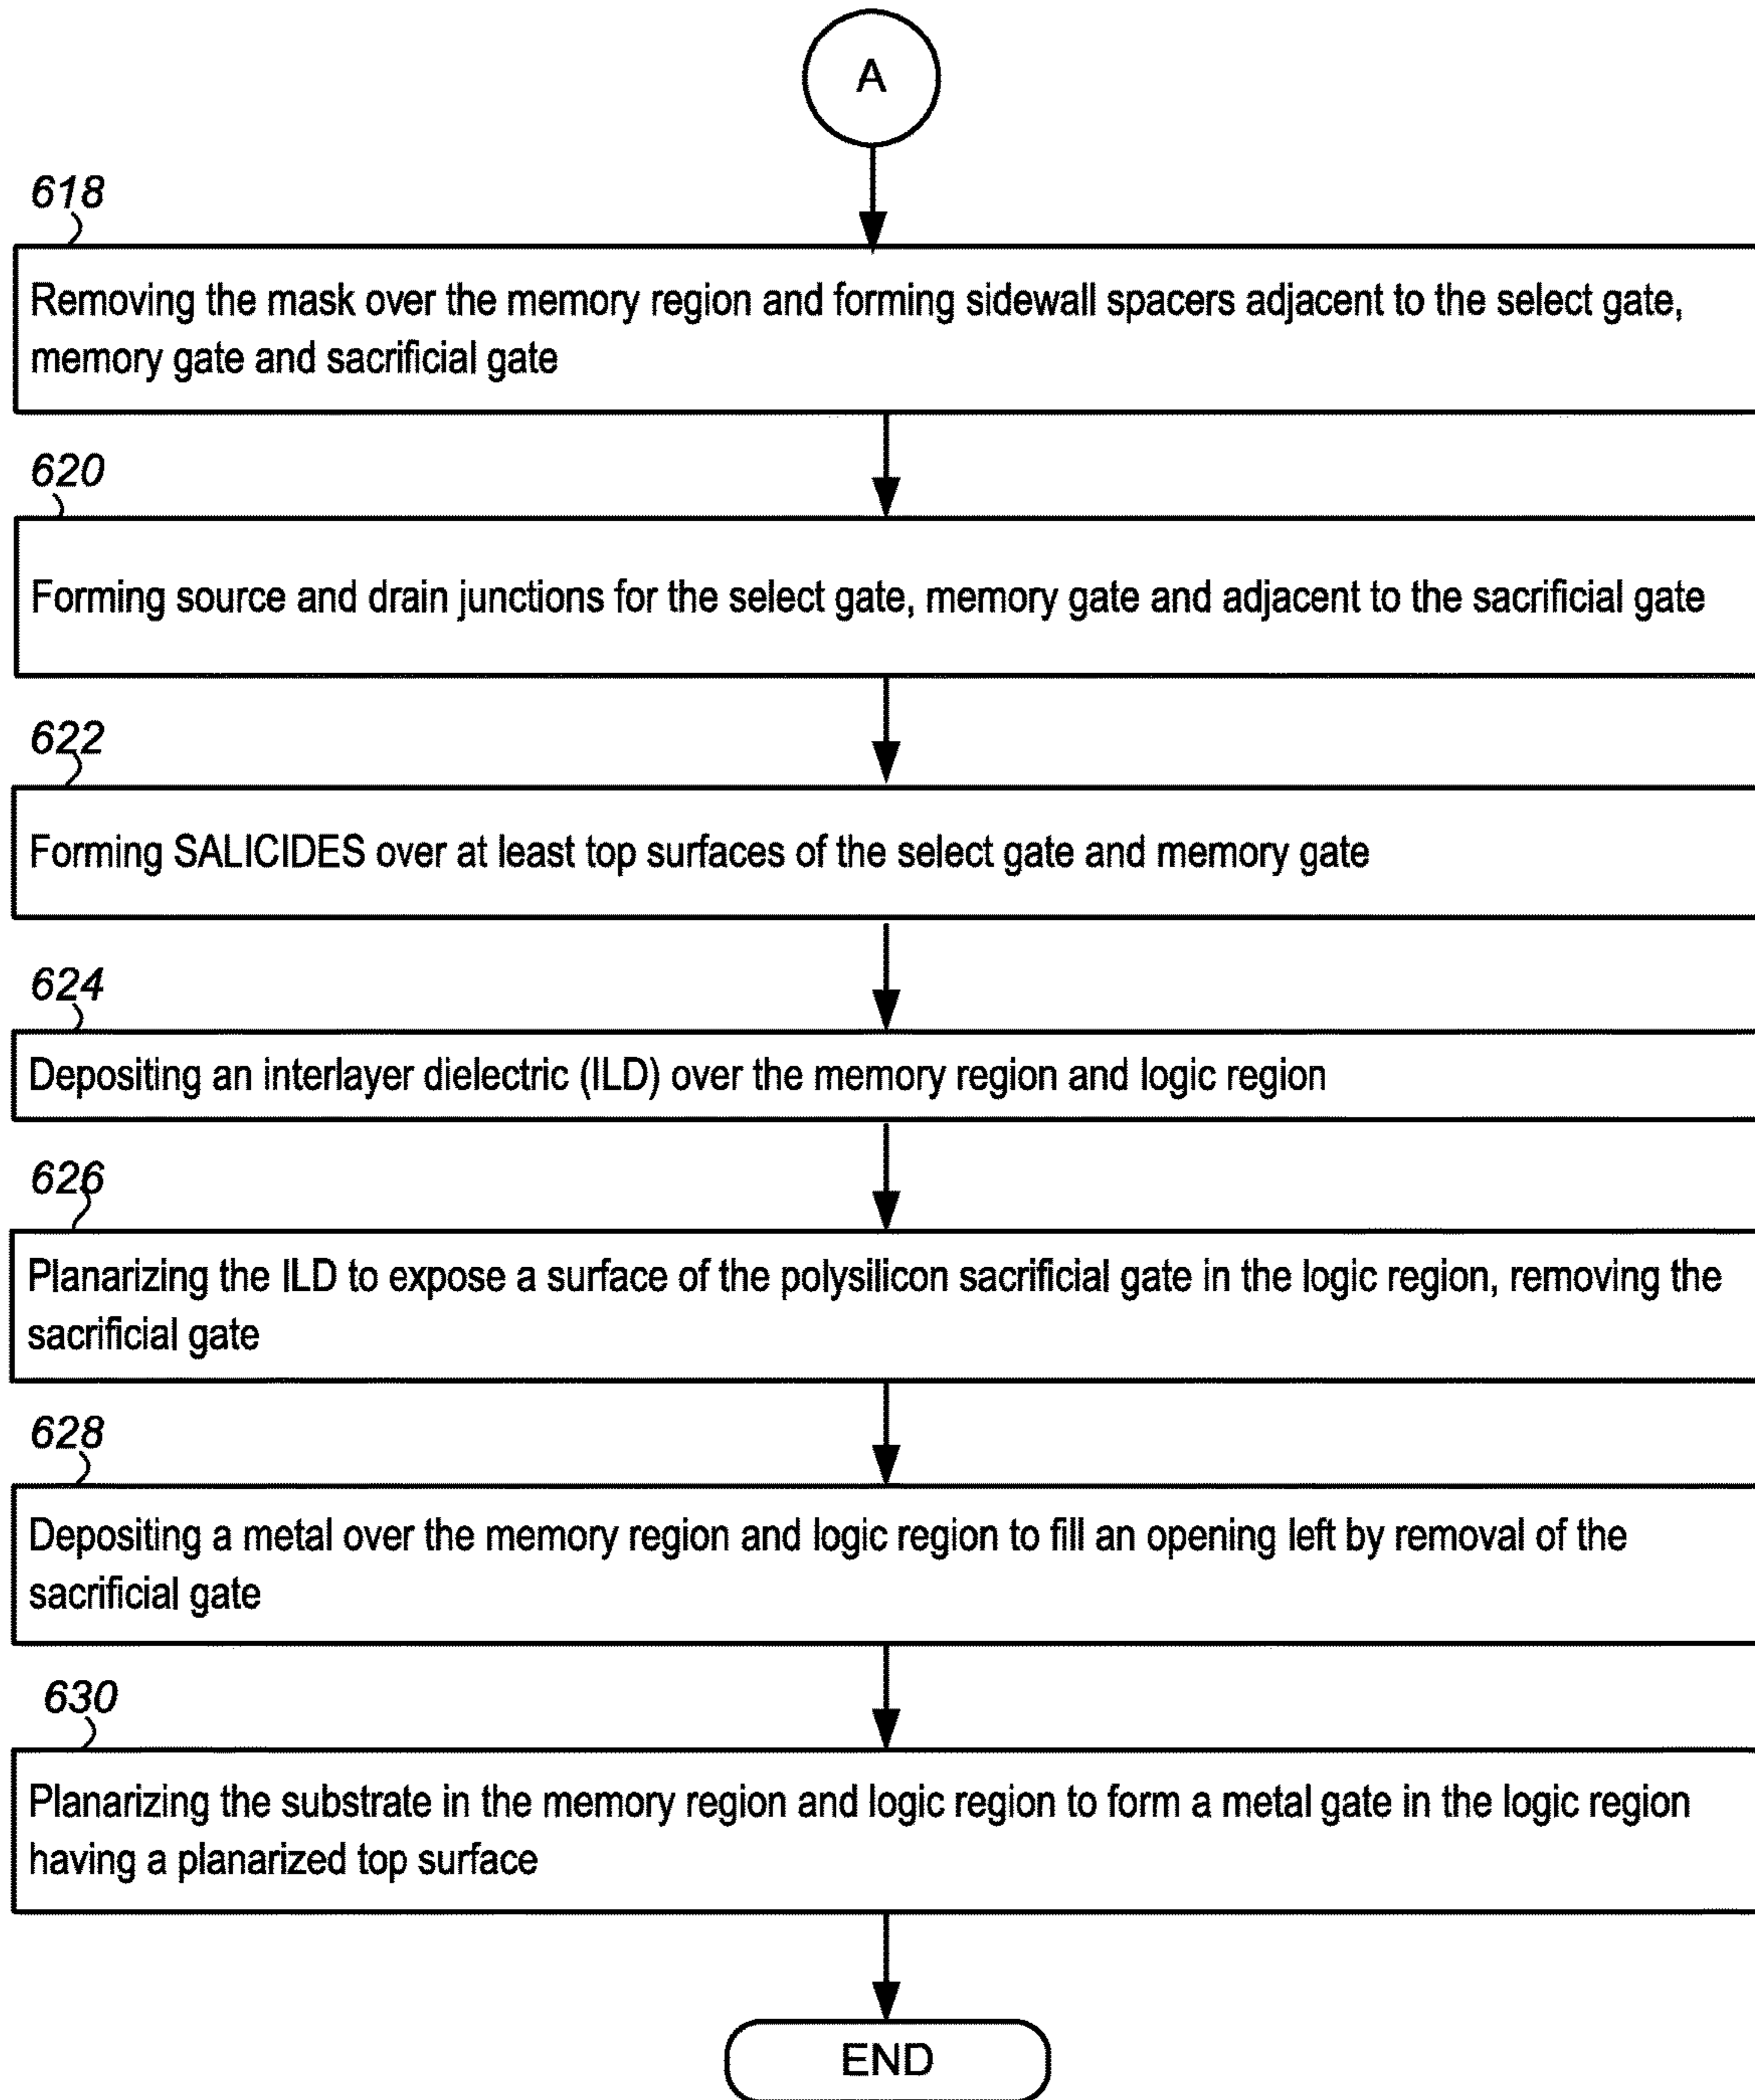 A
618
Removing the mask over the memory region and forming sidewall spacers adjacent to the select gate,
memory gate and sacrificial gate
620
Forming source and drain junctions for the select gate, memory gate and adjacent to the sacrificial gate
622
Forming SALICIDES over at least top surfaces of the select gate and memory gate
624
Depositing an interlayer dielectric (ILD) over the memory region and logic region
626
Planarizing the ILD to expose a surface of the polysilicon sacrificial gate in the logic region, removing the
sacrificial gate
628
Depositing a metal over the memory region and logic region to fill an opening left by removal of the
sacrificial gate
630
Planarizing the substrate in the memory region and logic region to form a metal gate in the logic region
having a planarized top surface
END